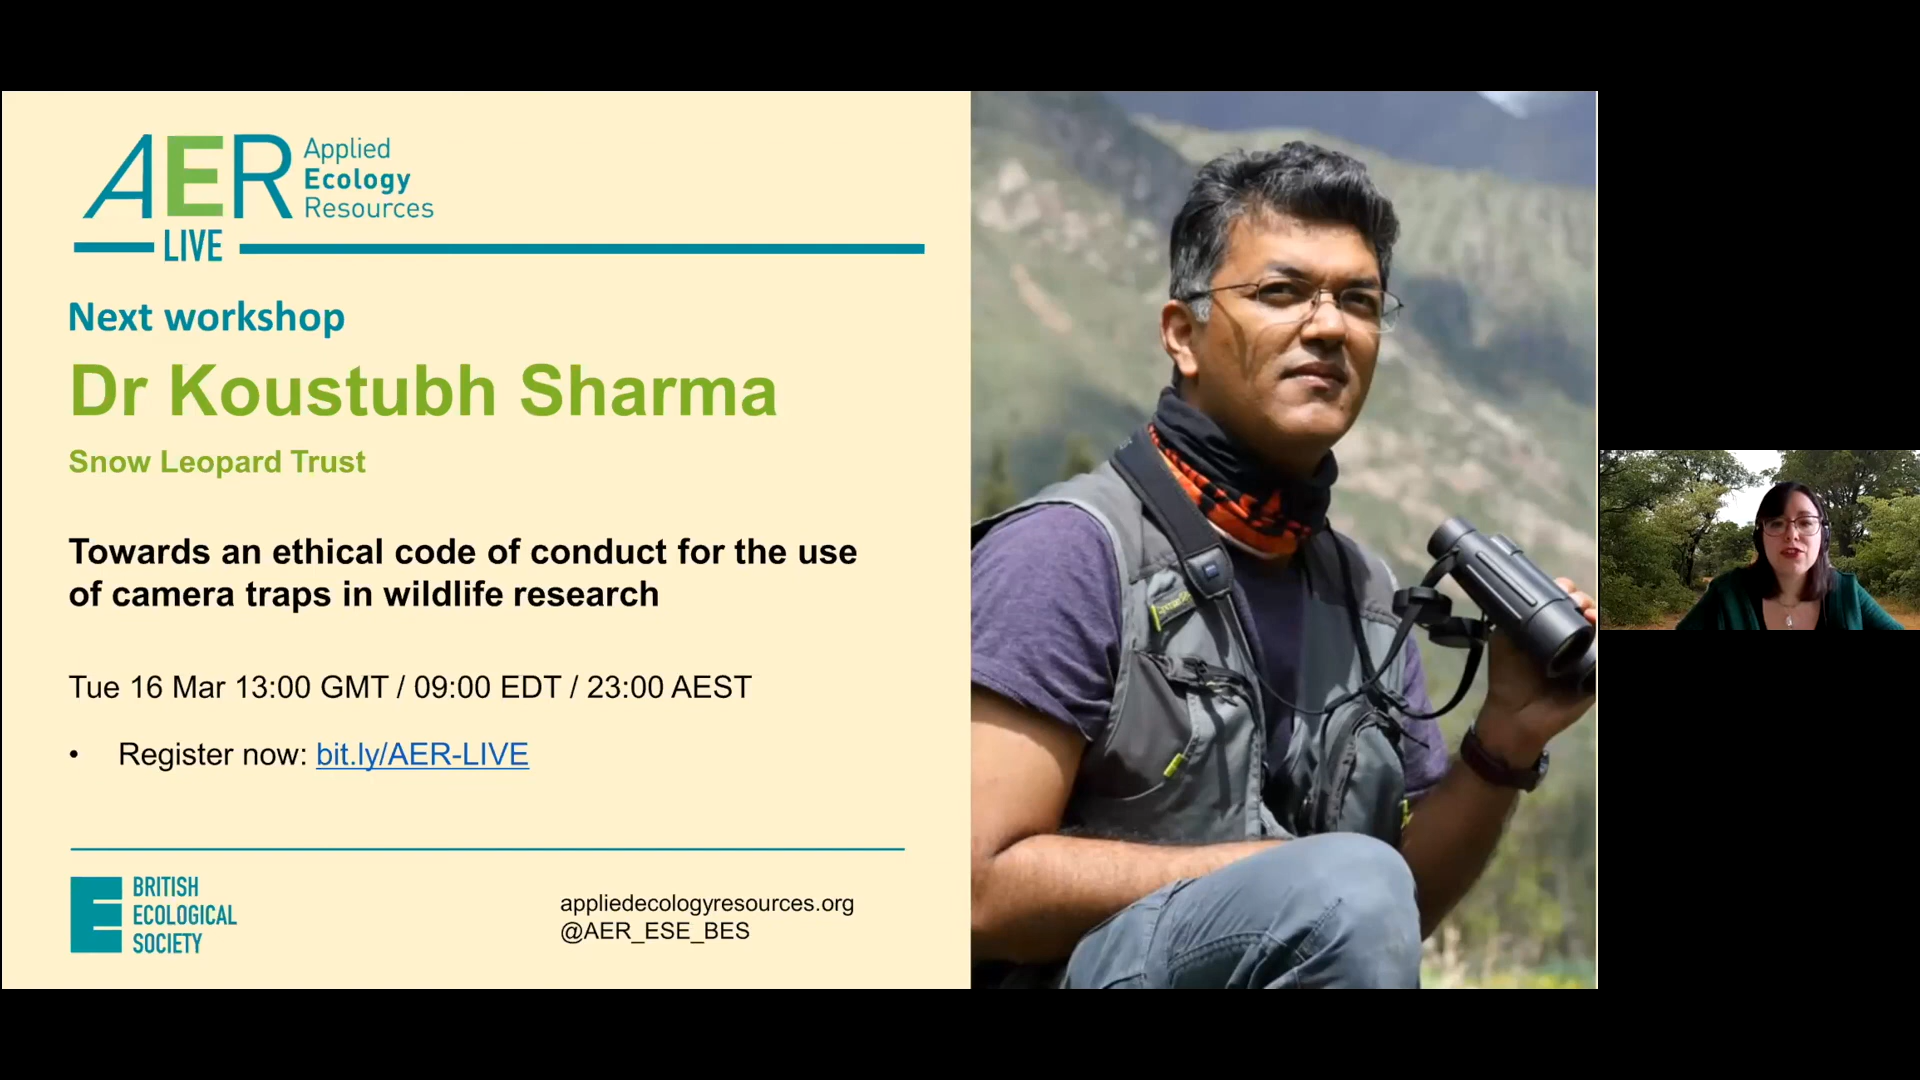 AER
Applied
Ecology
Resources
LIVE
Next workshop
Dr Koustubh Sharma
Snow Leopard Trust
Towards an ethical code of conduct for the use
of camera traps in wildlife research
Tue 16 Mar 13:00 GMT / 09:00 EDT / 23:00 AEST
• Register now: bit.ly/AER-LIVE
BRITISH
ECOLOGICAL
SOCIETY
appliedecologyresources.org
@AER_ESE_BES